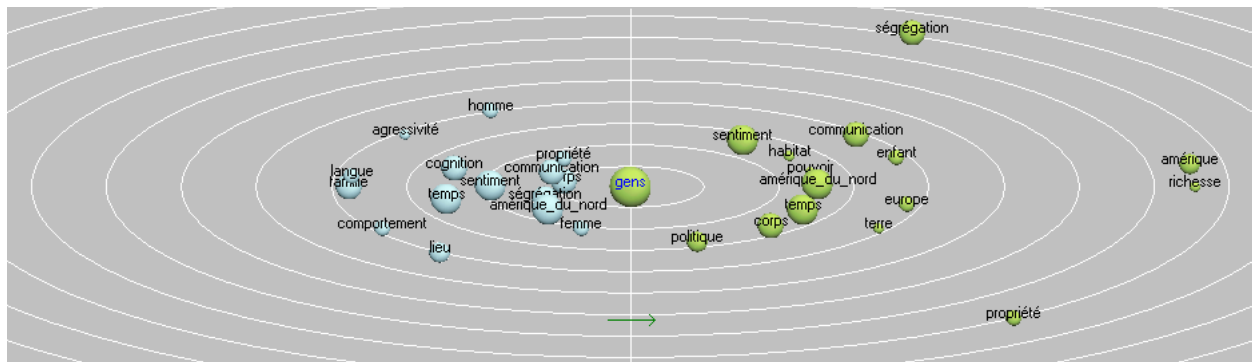 ségrégation
homme
agressivité
sentiment
communication
propriété
habitat
enfant
cognition
communication
pouvoir
amérique
langue
famille
sentiment
gens
amérique_du_nord
richesse
temps
ségrégation
amérique_du_nord
temps
europe
comportement
femme
corps
terre
lieu
politique
propriété